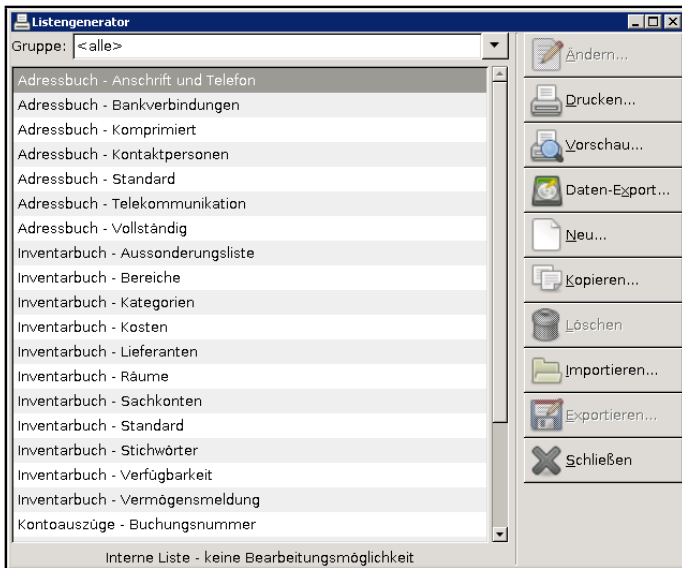 Listengenerator
Gruppe: <alle>
Adressbuch - Anschrift und Telefon
Adressbuch - Bankverbindungen
Adressbuch - Komprimiert
Adressbuch - Kontaktpersonen
Adressbuch - Standard
Adressbuch - Telekommunikation
Adressbuch - Vollständig
Inventarbuch - Aussonderungsliste
Inventarbuch - Bereiche
Inventarbuch - Kategorien
Inventarbuch - Kosten
Inventarbuch - Lieferanten
Inventarbuch - Räume
Inventarbuch - Sachkonten
Inventarbuch - Standard
Inventarbuch - Stichwörter
Inventarbuch - Verfügbarkeit
Inventarbuch - Vermögensmeldung
Kontoauszüge - Buchungsnummer
Interne Liste - keine Bearbeitungsmöglichkeit
Ändern...
Drucken...
Vorschau...
Daten-Export...
Neu...
Kopieren...
Löschen
Importieren...
Exportieren...
Schließen